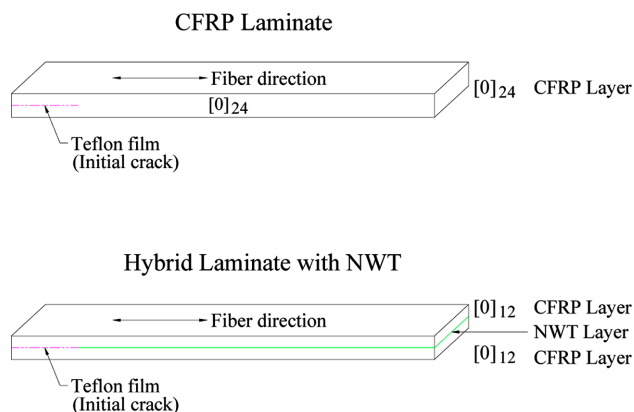 CFRP Laminate
Fiber direction
[0]24
[0]24 CFRP Layer
Teflon film
(Initial crack)
Hybrid Laminate with NWT
[0]12 CFRP Layer
Fiber direction
NWT Layer
[0]12 CFRP Layer
Teflon film
(Initial crack)